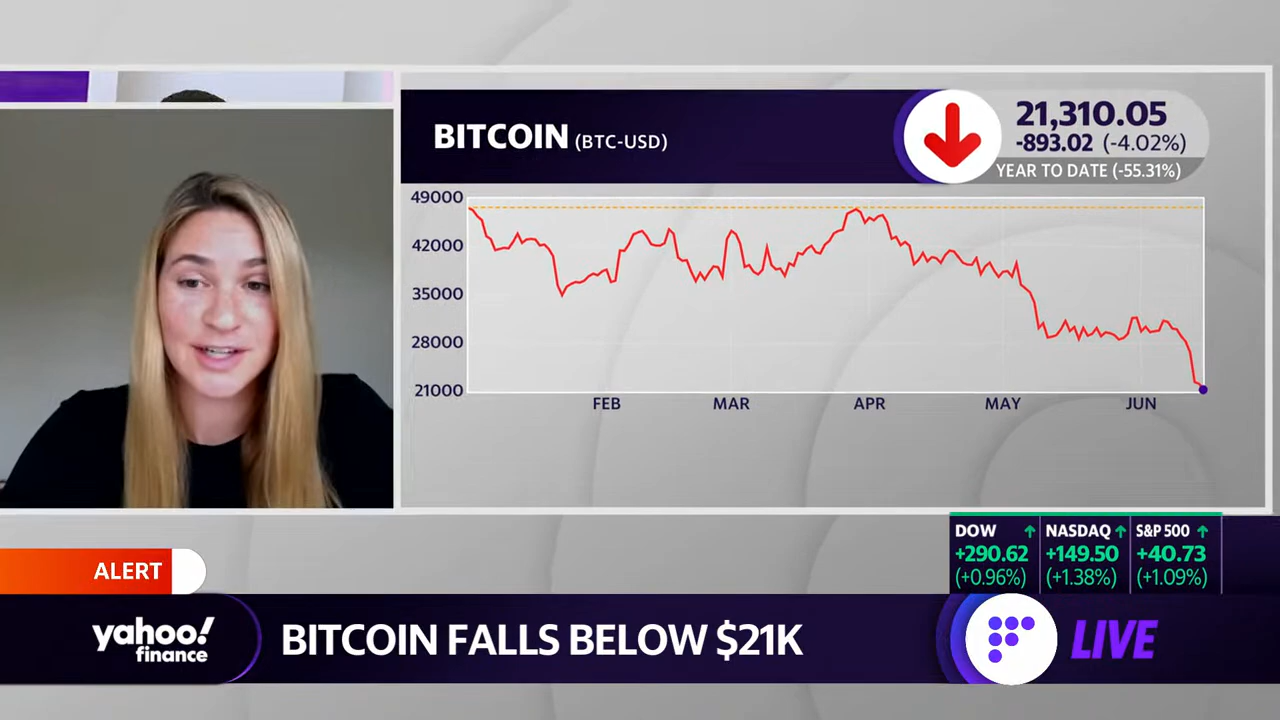 BITCOIN (BTC-USD)
21,310.05
-893.02 (-4.02%)
YEAR TO DATE (-55.31%)
49000
42000
35000
28000
21000
FEB MAR APR MAY JUN
DOW NASDAQ S&P 500
+290.62 +149.50 +40.73
(+0.96%) (+1.38%) (+1.09%)
ALERT
yahoo!
finance
BITCOIN FALLS BELOW $21K
LIVE